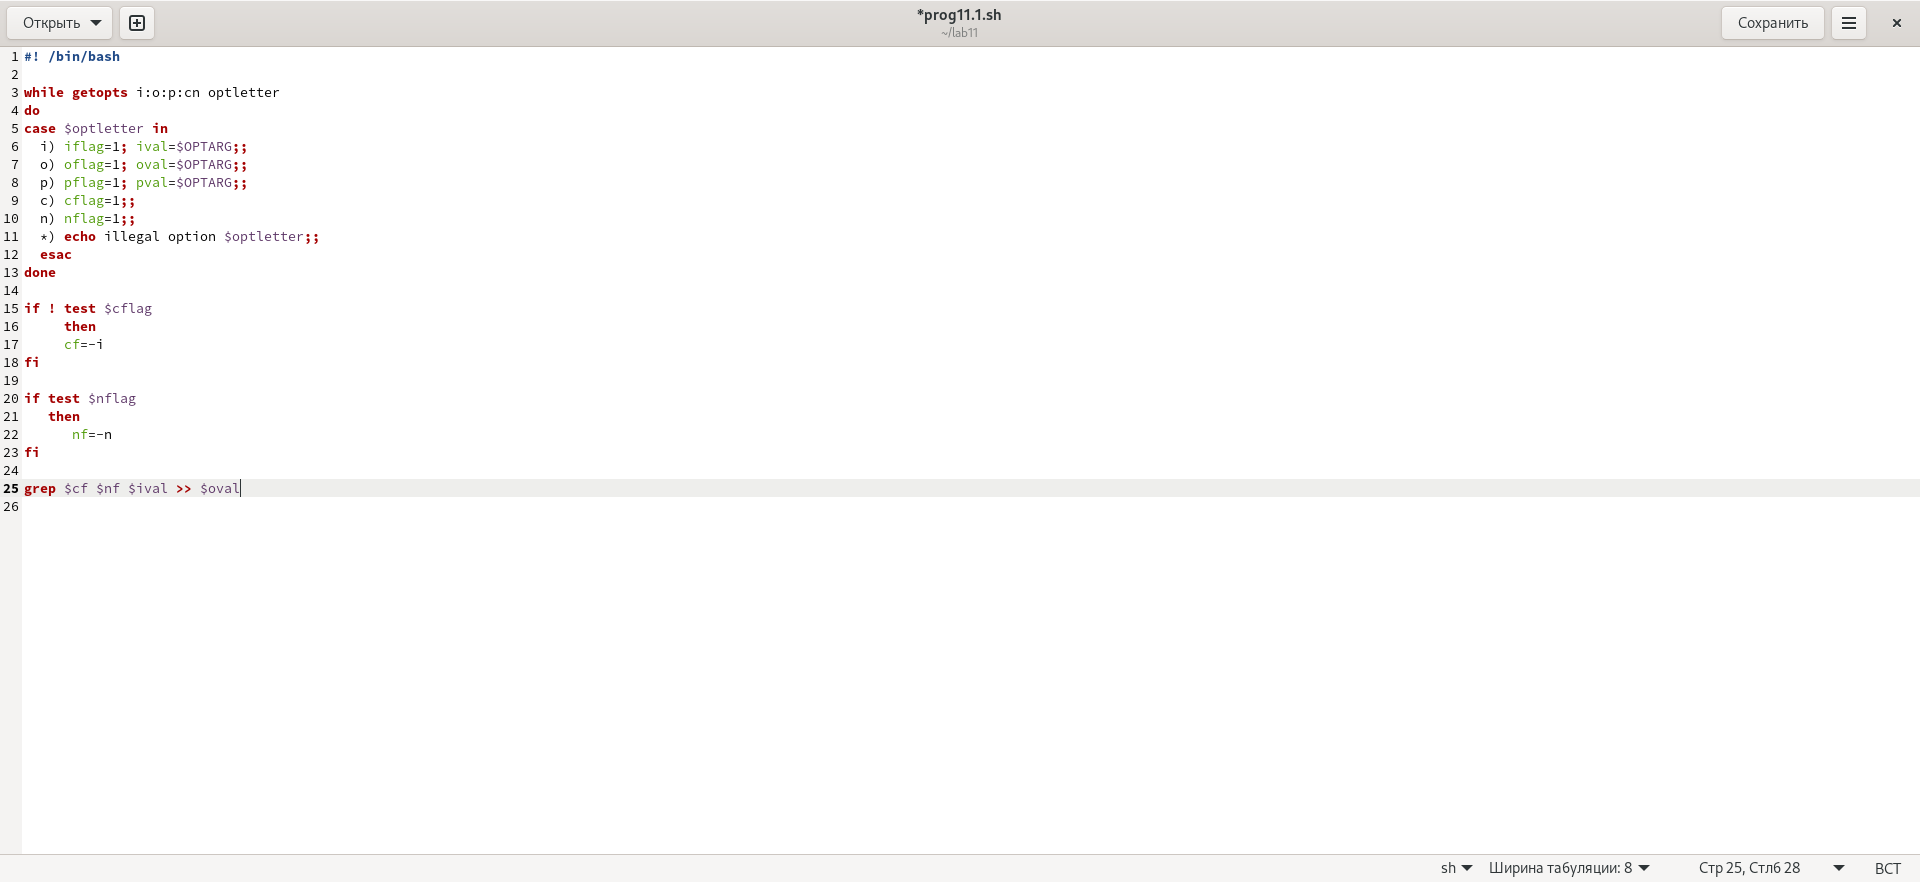 Открыть
*prog11.1.sh
~/lab11
Сохранить
1 #! /bin/bash
2
3 while getopts i:o:p:cn optletter
4 do
5 case $optletter in
6   i) iflag=1; ival=$OPTARG;;
7   o) oflag=1; oval=$OPTARG;;
8   p) pflag=1; pval=$OPTARG;;
9   c) cflag=1;;
10   n) nflag=1;;
11   *) echo illegal option $optletter;;
12   esac
13 done
14
15 if ! test $cflag
16      then
17      cf=-i
18 fi
19
20 if test $nflag
21    then
22       nf=-n
23 fi
24
25 grep $cf $nf $ival >> $oval
26
sh Ширина табуляции: 8 Стр 25, Стлб 28 ВСТ